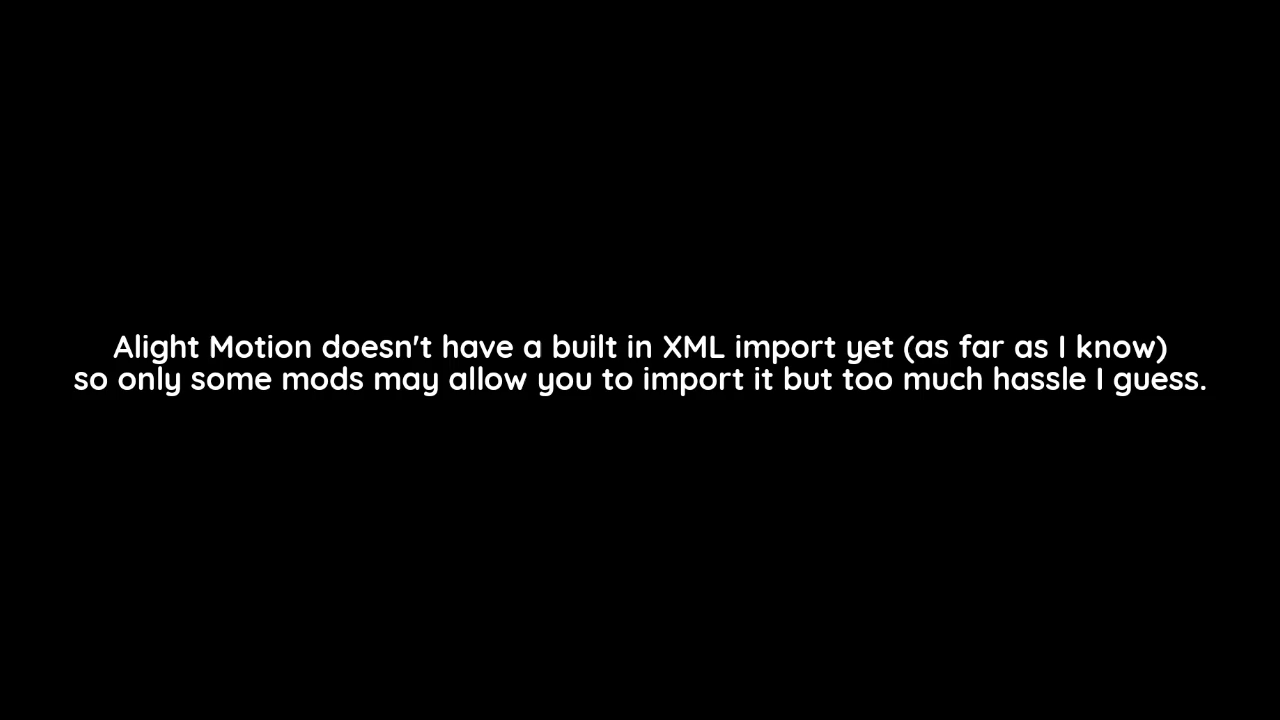 Alight Motion doesn't have a built in XML import yet (as far as I know)
so only some mods may allow you to import it but too much hassle I guess.